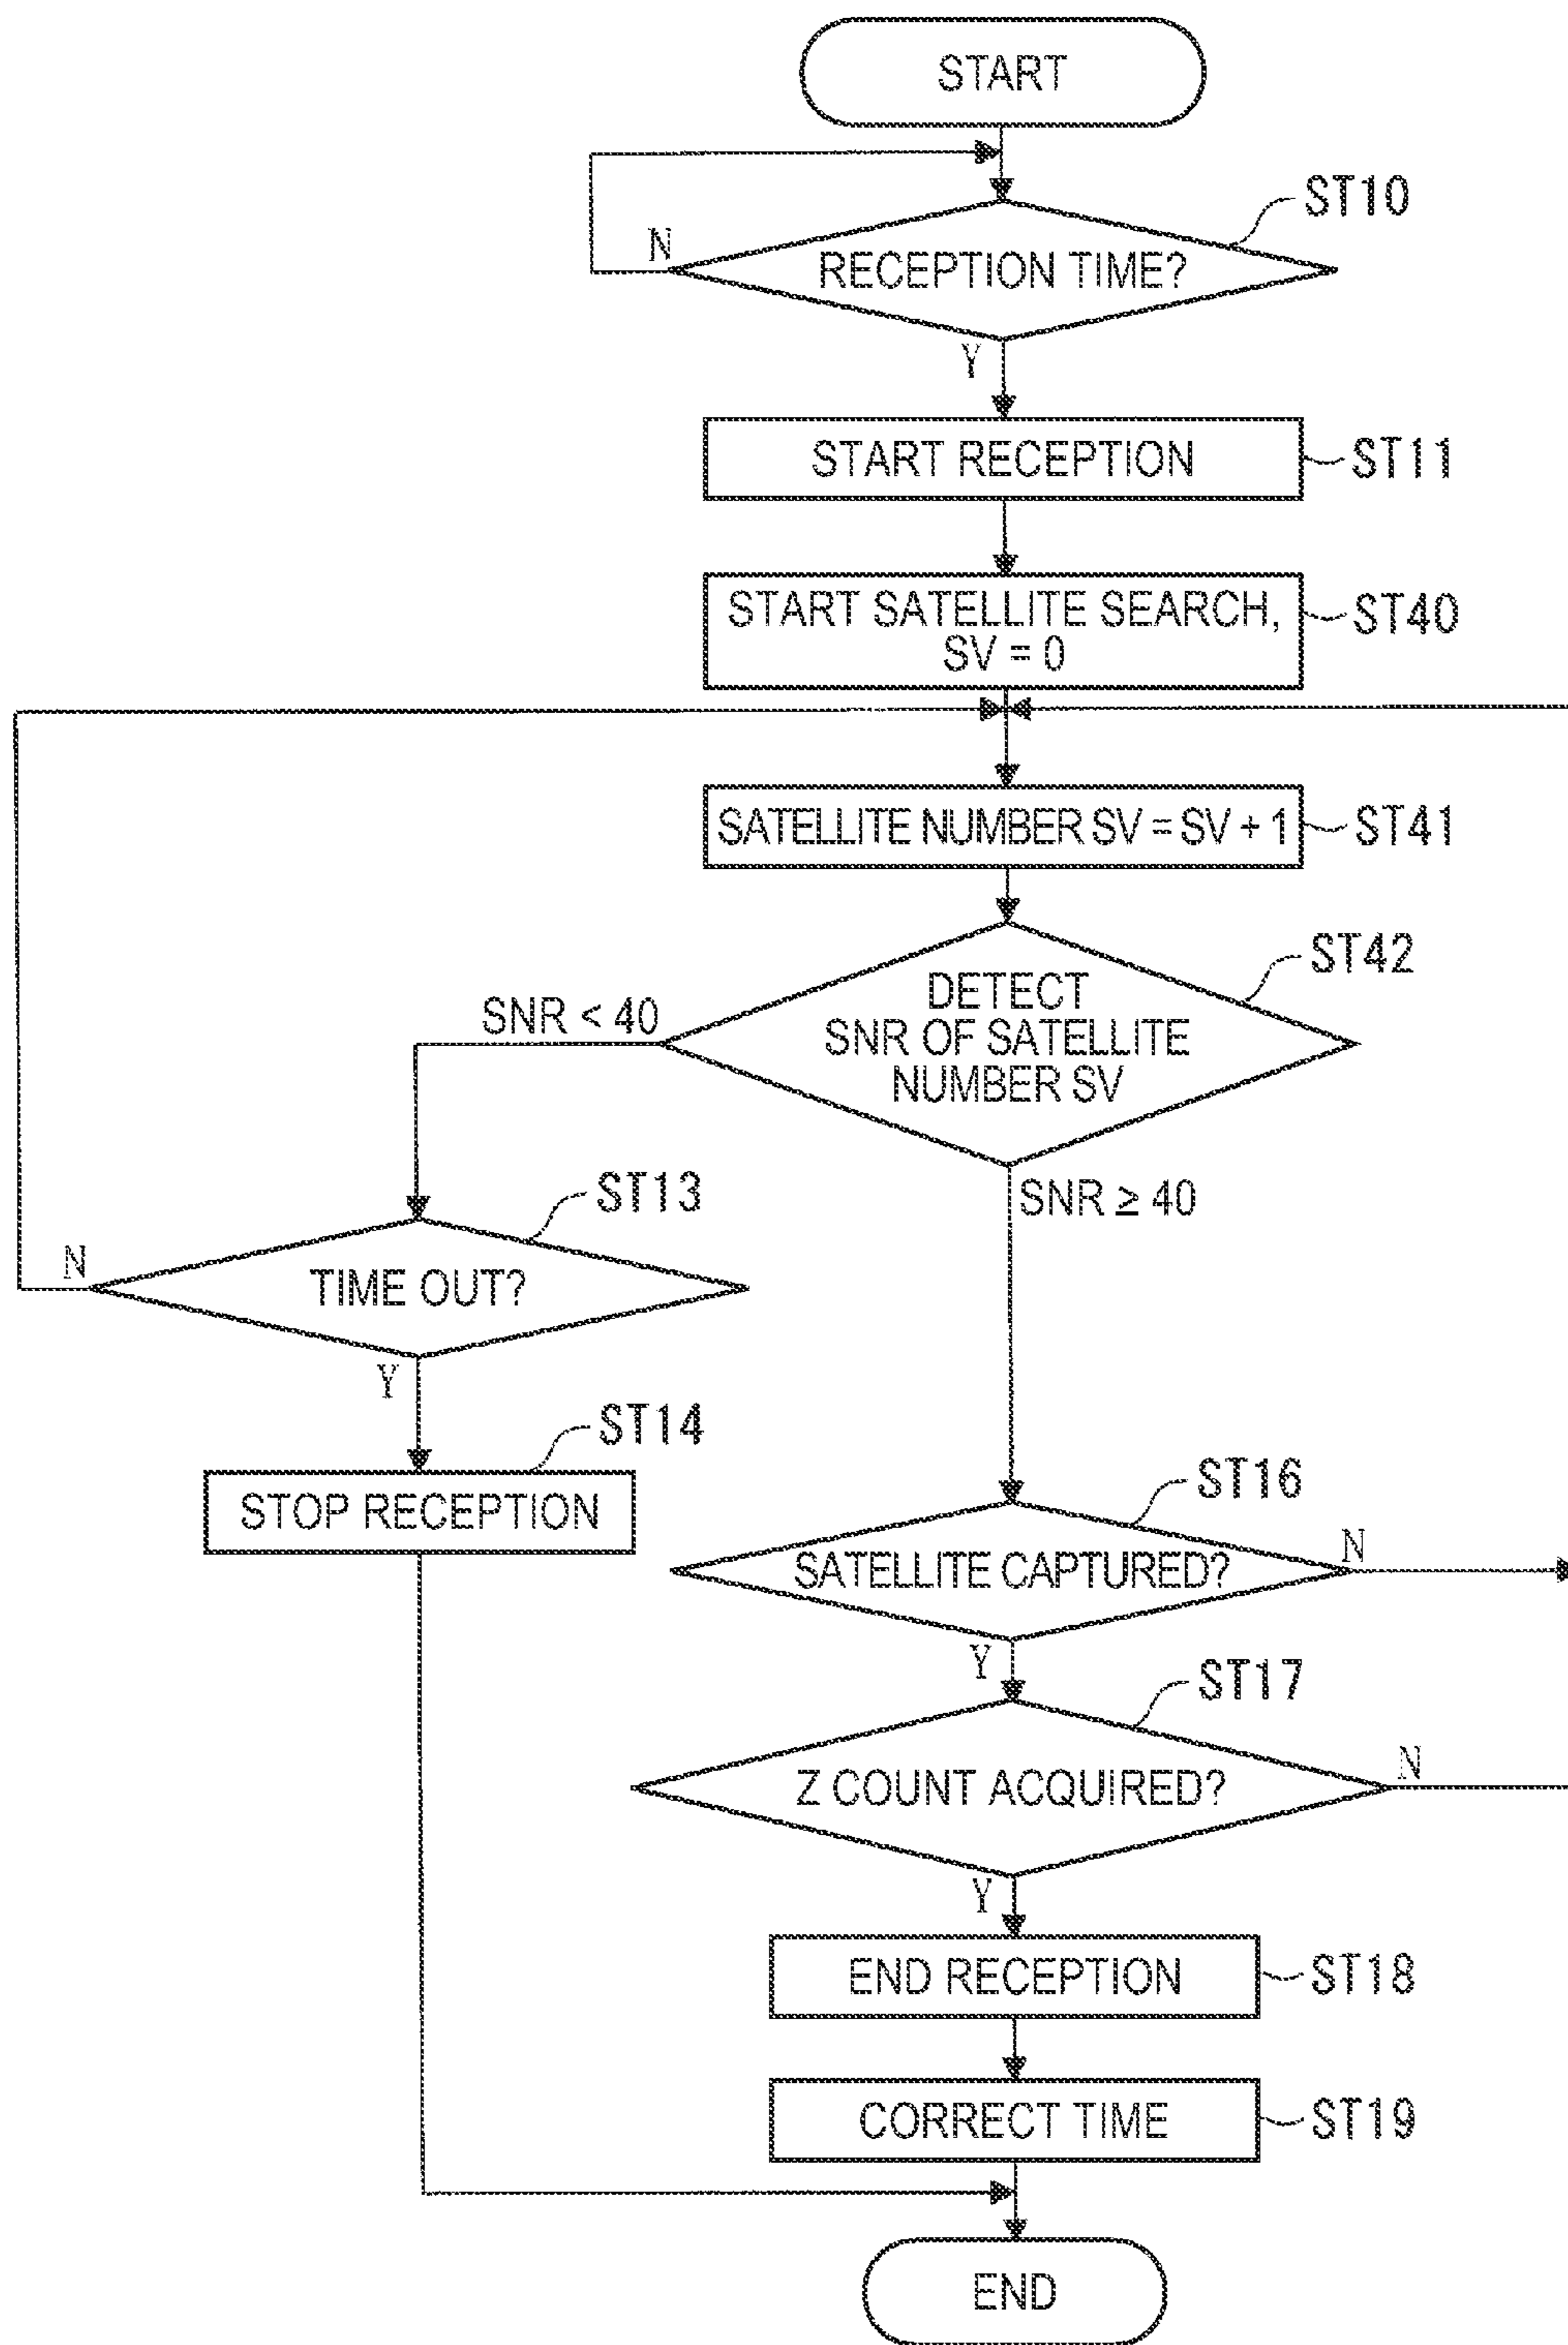 START
ST10
N
RECEPTION TIME?
Y
START RECEPTION
ST11
START SATELLITE SEARCH,
SV = 0
ST40
SATELLITE NUMBER SV = SV + 1
ST41
ST42
DETECT
SNR OF SATELLITE
NUMBER SV
SNR < 40
SNR ≥ 40
ST13
N
TIME OUT?
Y
ST14
STOP RECEPTION
ST16
SATELLITE CAPTURED?
N
Y
ST17
Z COUNT ACQUIRED?
N
Y
END RECEPTION
ST18
CORRECT TIME
ST19
END